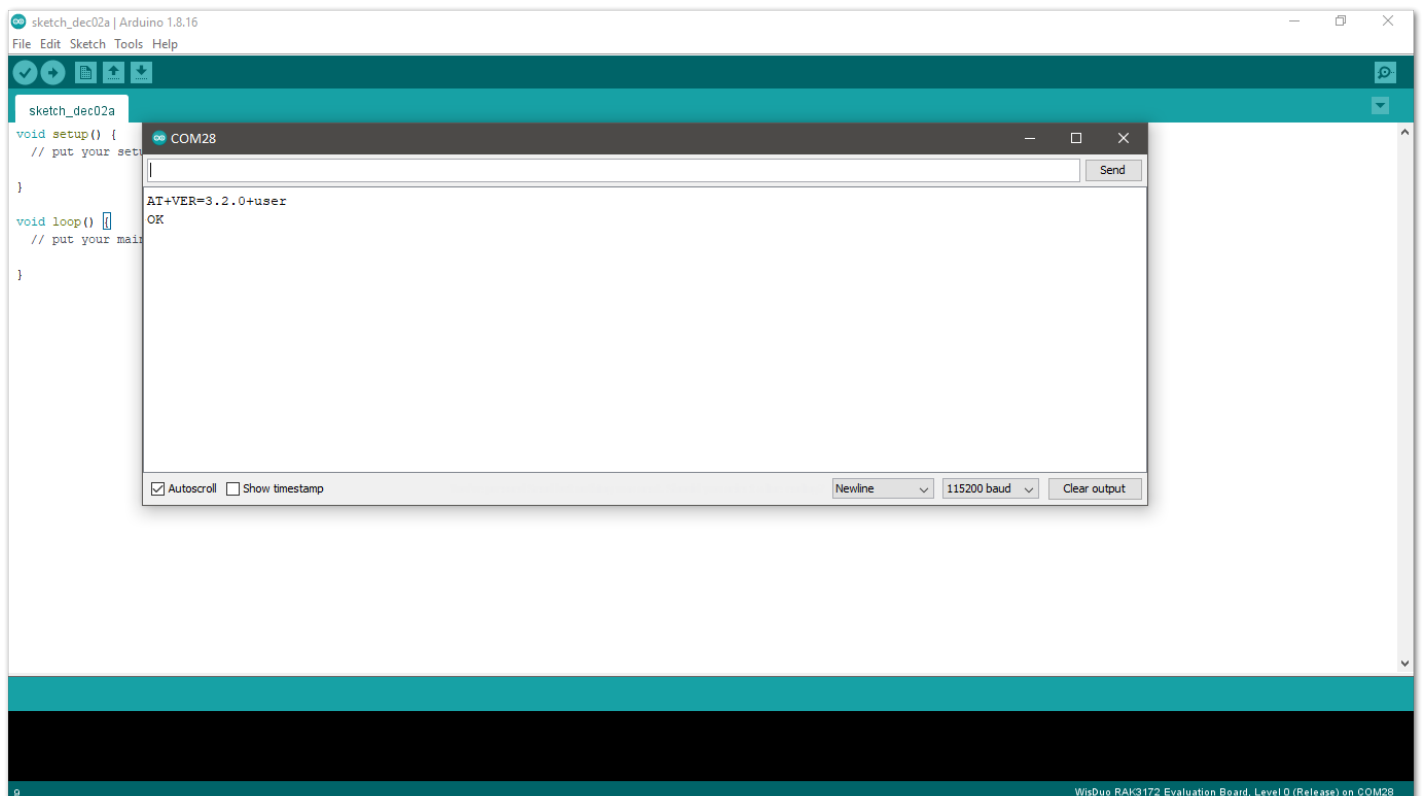 sketch_dec02a | Arduino 1.8.16
File Edit Sketch Tools Help
sketch_dec02a
void setup() {
// put your set
}
void loop() {
// put your mai
}
COM28
Send
AT+VER=3.2.0+user
OK
Autoscroll Show timestamp Newline 115200 baud Clear output
9 WisDuo RAK3172 Evaluation Board, Level 0 (Release) on COM28